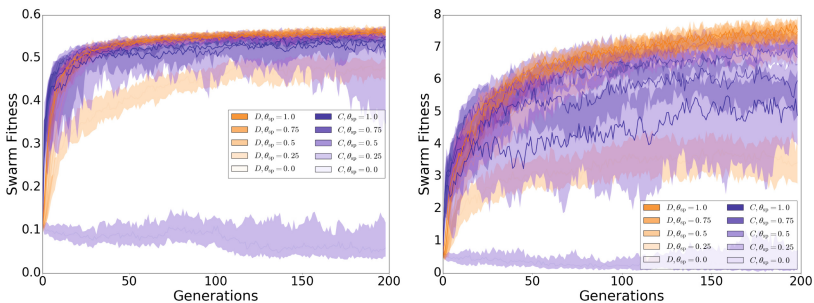 0.6
0.5
0.4
0.3
0.2
0.1
0.0
Swarm Fitness
0 50 100 150 200
Generations
D, θsp = 1.0 C, θsp = 1.0
D, θsp = 0.75 C, θsp = 0.75
D, θsp = 0.5 C, θsp = 0.5
D, θsp = 0.25 C, θsp = 0.25
D, θsp = 0.0 C, θsp = 0.0
8
7
6
5
4
3
2
1
0
Swarm Fitness
0 50 100 150 200
Generations
D, θsp = 1.0 C, θsp = 1.0
D, θsp = 0.75 C, θsp = 0.75
D, θsp = 0.5 C, θsp = 0.5
D, θsp = 0.25 C, θsp = 0.25
D, θsp = 0.0 C, θsp = 0.0